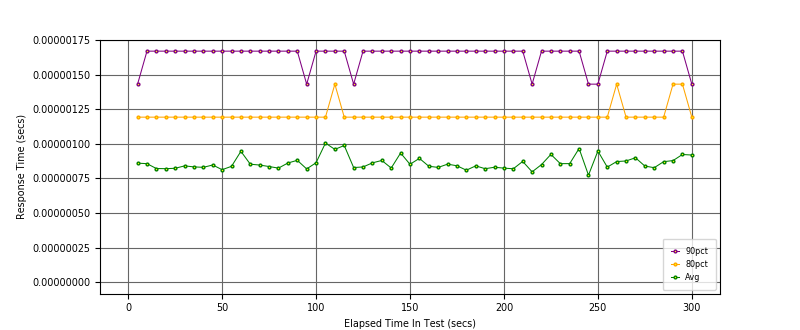 0.00000175
0.00000150
0.00000125
0.00000100
0.00000075
0.00000050
0.00000025
0.00000000
Response Time (secs)
0 50 100 150 200 250 300
Elapsed Time In Test (secs)
90pct
80pct
Avg